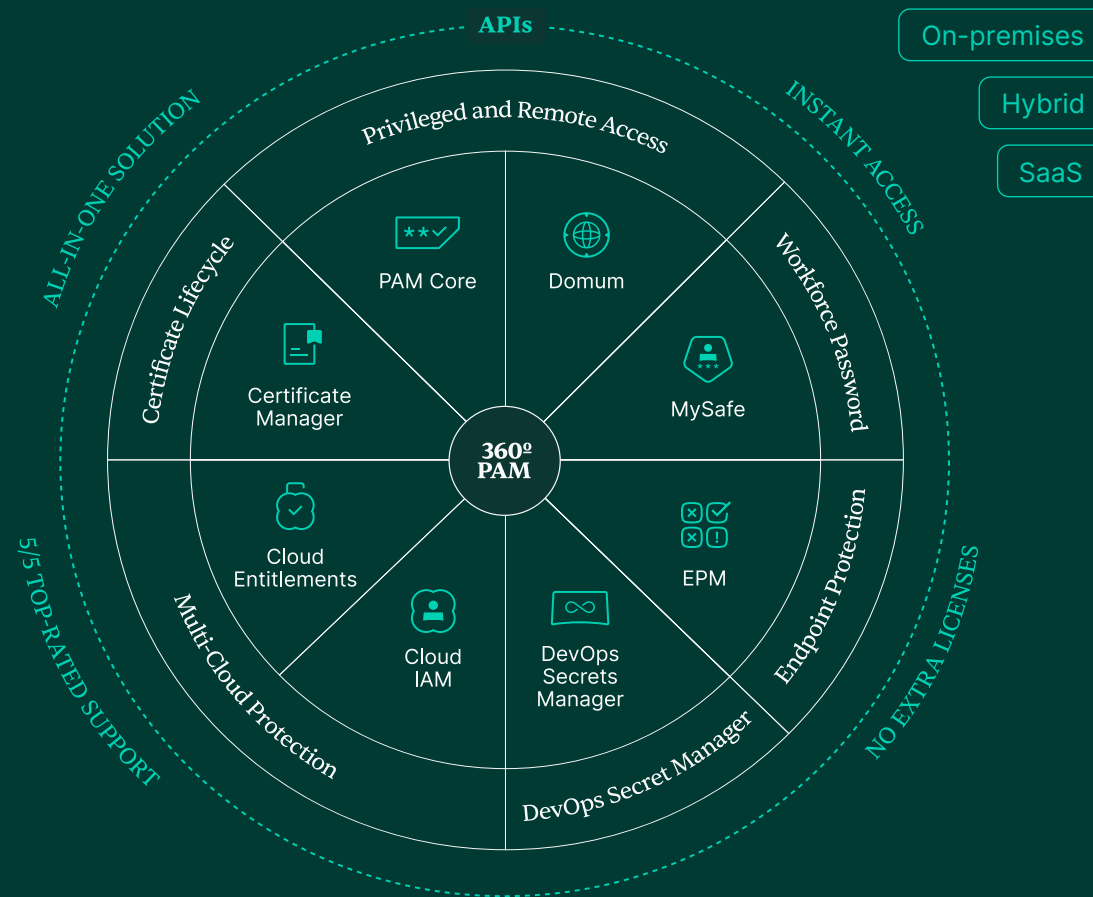 APIs
On-premises
Hybrid
SaaS
ALL-IN-ONE SOLUTION
INSTANT ACCESS
Privileged and Remote Access
PAM Core
Domum
Certificate Lifecycle
Workforce Password
Certificate
Manager
MySafe
360º
PAM
Cloud
Entitlements
EPM
Cloud
IAM
DevOps
Secrets
Manager
Multi-Cloud Protection
DevOps Secret Manager
Endpoint Protection
5/5 TOP-RATED SUPPORT
NO EXTRA LICENSES